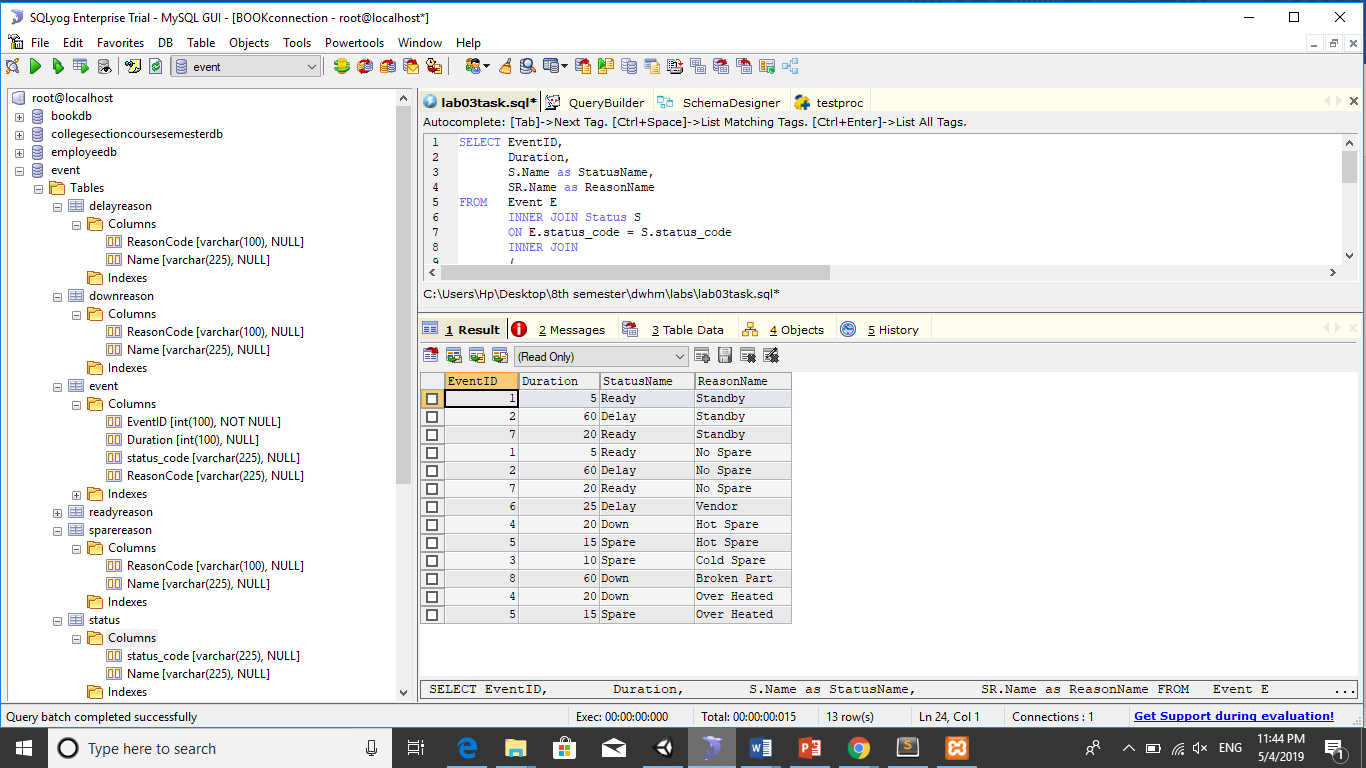 SQLyog Enterprise Trial - MySQL GUI - [BOOKconnection - root@localhost*]
File Edit Favorites DB Table Objects Tools Powertools Window Help
event
root@localhost
bookdb
collegesectioncoursesemesterdb
employeedb
event
Tables
delayreason
Columns
ReasonCode [varchar(100), NULL]
Name [varchar(225), NULL]
Indexes
downreason
Columns
ReasonCode [varchar(100), NULL]
Name [varchar(225), NULL]
Indexes
event
Columns
EventID [int(100), NOT NULL]
Duration [int(100), NULL]
status_code [varchar(225), NULL]
ReasonCode [varchar(225), NULL]
Indexes
readyreason
sparereason
Columns
ReasonCode [varchar(100), NULL]
Name [varchar(225), NULL]
Indexes
status
Columns
status_code [varchar(225), NULL]
Name [varchar(225), NULL]
Indexes
lab03task.sql* QueryBuilder SchemaDesigner testproc
Autocomplete: [Tab]->Next Tag. [Ctrl+Space]->List Matching Tags. [Ctrl+Enter]->List All Tags.
1 SELECT EventID,
2 Duration,
3 S.Name as StatusName,
4 SR.Name as ReasonName
5 FROM Event E
6 INNER JOIN Status S
7 ON E.status_code = S.status_code
8 INNER JOIN
9 (
C:\Users\Hp\Desktop\8th semester\dwhm\labs\lab03task.sql*
1 Result 2 Messages 3 Table Data 4 Objects 5 History
(Read Only)
EventID Duration StatusName ReasonName
1 5 Ready Standby
2 60 Delay Standby
7 20 Ready Standby
1 5 Ready No Spare
2 60 Delay No Spare
7 20 Ready No Spare
6 25 Delay Vendor
4 20 Down Hot Spare
5 15 Spare Hot Spare
3 10 Spare Cold Spare
8 60 Down Broken Part
4 20 Down Over Heated
5 15 Spare Over Heated
SELECT EventID, Duration, S.Name as StatusName, SR.Name as ReasonName FROM Event E ...
Query batch completed successfully Exec: 00:00:00:000 Total: 00:00:00:015 13 row(s) Ln 24, Col 1 Connections : 1 Get Support during evaluation!
Type here to search
ENG
11:44 PM
5/4/2019
1